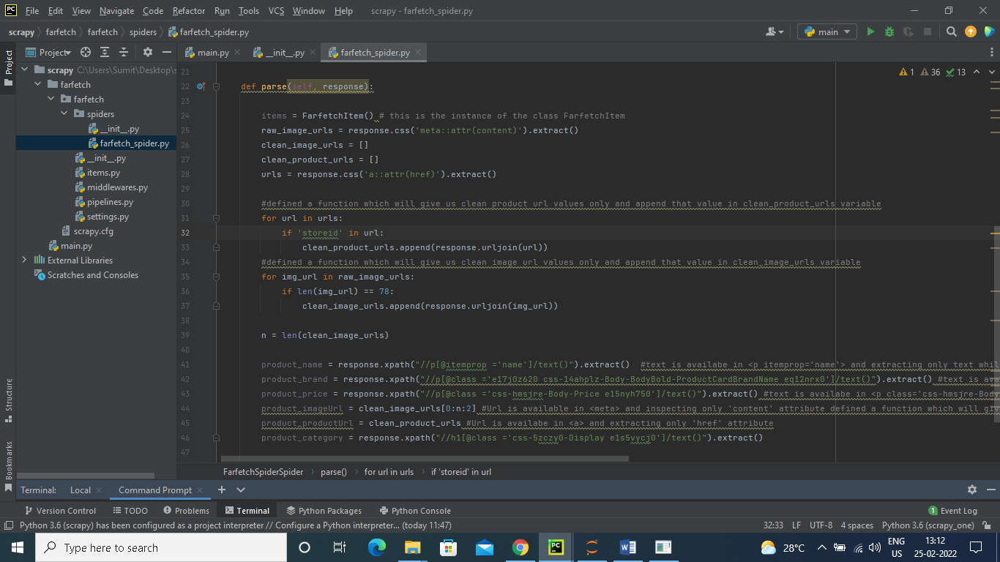 PC File Edit View Navigate Code Refactor Run Tools VCS Window Help scrapy - farfetch_spider.py
scrapy farfetch farfetch spiders farfetch_spider.py main
Project main.py __init__.py farfetch_spider.py
Project
scrapy C:\Users\Sumit\Desktop\s
farfetch
farfetch
spiders
__init__.py
farfetch_spider.py
__init__.py
items.py
middlewares.py
pipelines.py
settings.py
scrapy.cfg
main.py
External Libraries
Scratches and Consoles
Structure
Bookmarks
1 36 13
21
22 def parse(self, response):
23
24 items = FarfetchItem() # this is the instance of the class FarfetchItem
25 raw_image_urls = response.css('meta::attr(content)').extract()
26 clean_image_urls = []
27 clean_product_urls = []
28 urls = response.css('a::attr(href)').extract()
29
30 #defined a function which will give us clean product url values only and append that value in clean_product_urls variable
31 for url in urls:
32 if 'storeid' in url:
33 clean_product_urls.append(response.urljoin(url))
34 #defined a function which will give us clean image url values only and append that value in clean_image_urls variable
35 for img_url in raw_image_urls:
36 if len(img_url) == 78:
37 clean_image_urls.append(response.urljoin(img_url))
38
39 n = len(clean_image_urls)
40
41 product_name = response.xpath("//p[@itemprop ='name']/text()").extract() #text is availabe in <p itemprop='name'> and extracting only text whil
42 product_brand = response.xpath("//p[@class ='e17j0z620 css-14ahplz-Body-BodyBold-ProductCardBrandName eq12nrx0']/text()").extract() #text is ava
43 product_price = response.xpath("//p[@class ='css-hmsjre-Body-Price e15nyh750']/text()").extract() #text is availabe in <p class='css-hmsjre-Body
44 product_imageUrl = clean_image_urls[0:n:2] #Url is available in <meta> and inspecting only 'content' attribute defined a function which will giv
45 product_productUrl = clean_product_urls #Url is availabe in <a> and extracting only 'href' attribute
46 product_category = response.xpath("//h1[@class ='css-5zczy0-Display e1s5vycj0']/text()").extract()
47
FarfetchSpiderSpider parse() for url in urls if 'storeid' in url
Terminal: Local Command Prompt
Version Control TODO Problems Terminal Python Packages Python Console 1 Event Log
Python 3.6 (scrapy) has been configured as a project interpreter // Configure a Python interpreter... (today 11:47) 32:33 LF UTF-8 4 spaces Python 3.6 (scrapy_one)
Type here to search PC 28°C ENG US 13:12 25-02-2022